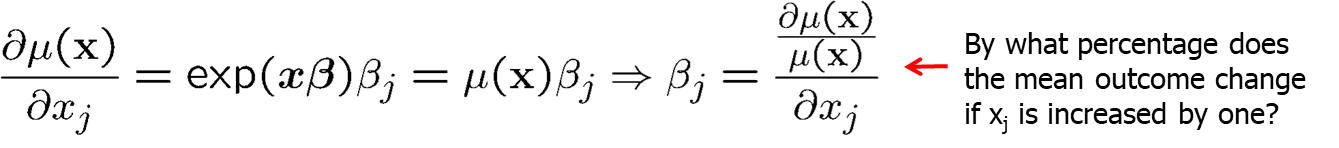 ∂μ(x)/∂x_j = exp(xβ)β_j = μ(x)β_j ⇒ β_j = (∂μ(x)/μ(x))/∂x_j
By what percentage does
the mean outcome change
if x_j is increased by one?